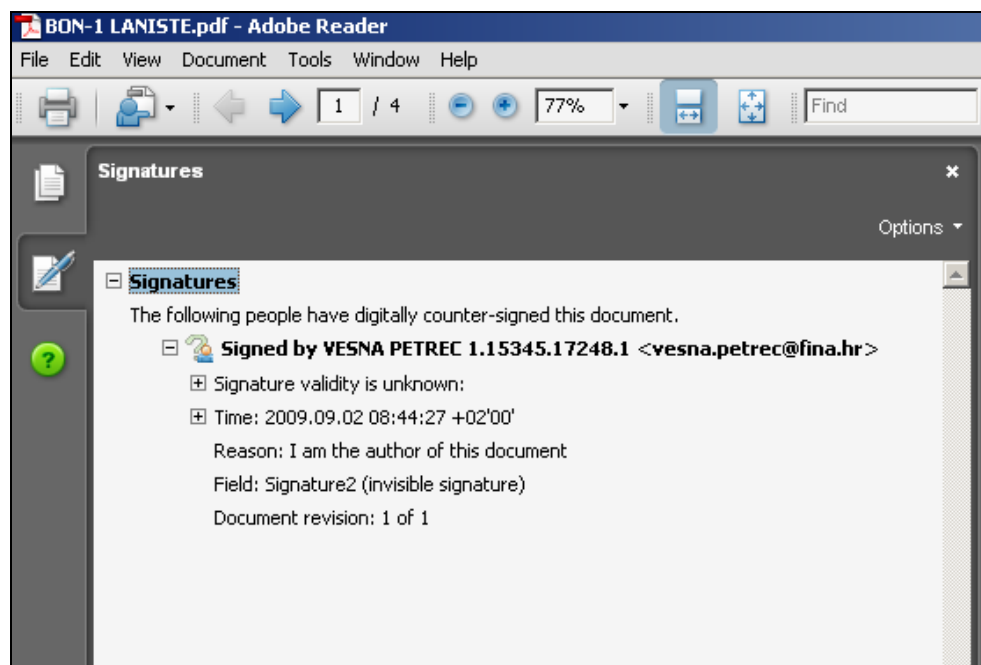 BON-1 LANISTE.pdf - Adobe Reader
File Edit View Document Tools Window Help
1 / 4 77% Find
Signatures
Options
Signatures
The following people have digitally counter-signed this document.
Signed by VESNA PETREC 1.15345.17248.1 <vesna.petrec@fina.hr>
Signature validity is unknown:
Time: 2009.09.02 08:44:27 +02'00'
Reason: I am the author of this document
Field: Signature2 (invisible signature)
Document revision: 1 of 1